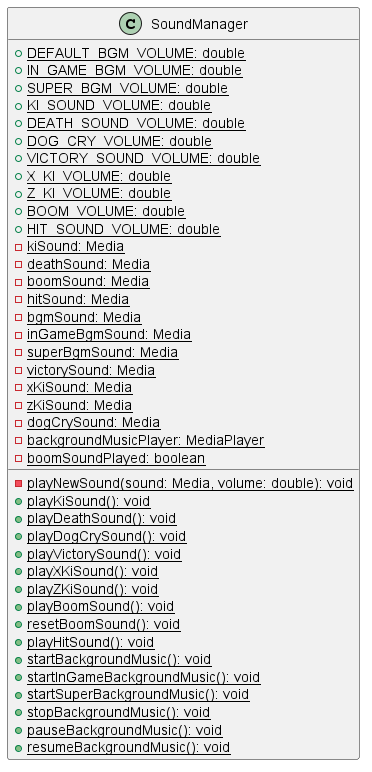 C SoundManager
DEFAULT_BGM_VOLUME: double
IN_GAME_BGM_VOLUME: double
SUPER_BGM_VOLUME: double
KI_SOUND_VOLUME: double
DEATH_SOUND_VOLUME: double
DOG_CRY_VOLUME: double
VICTORY_SOUND_VOLUME: double
X_KI_VOLUME: double
Z_KI_VOLUME: double
BOOM_VOLUME: double
HIT_SOUND_VOLUME: double
kiSound: Media
deathSound: Media
boomSound: Media
hitSound: Media
bgmSound: Media
inGameBgmSound: Media
superBgmSound: Media
victorySound: Media
xKiSound: Media
zKiSound: Media
dogCrySound: Media
backgroundMusicPlayer: MediaPlayer
boomSoundPlayed: boolean
playNewSound(sound: Media, volume: double): void
playKiSound(): void
playDeathSound(): void
playDogCrySound(): void
playVictorySound(): void
playXKiSound(): void
playZKiSound(): void
playBoomSound(): void
resetBoomSound(): void
playHitSound(): void
startBackgroundMusic(): void
startInGameBackgroundMusic(): void
startSuperBackgroundMusic(): void
stopBackgroundMusic(): void
pauseBackgroundMusic(): void
resumeBackgroundMusic(): void